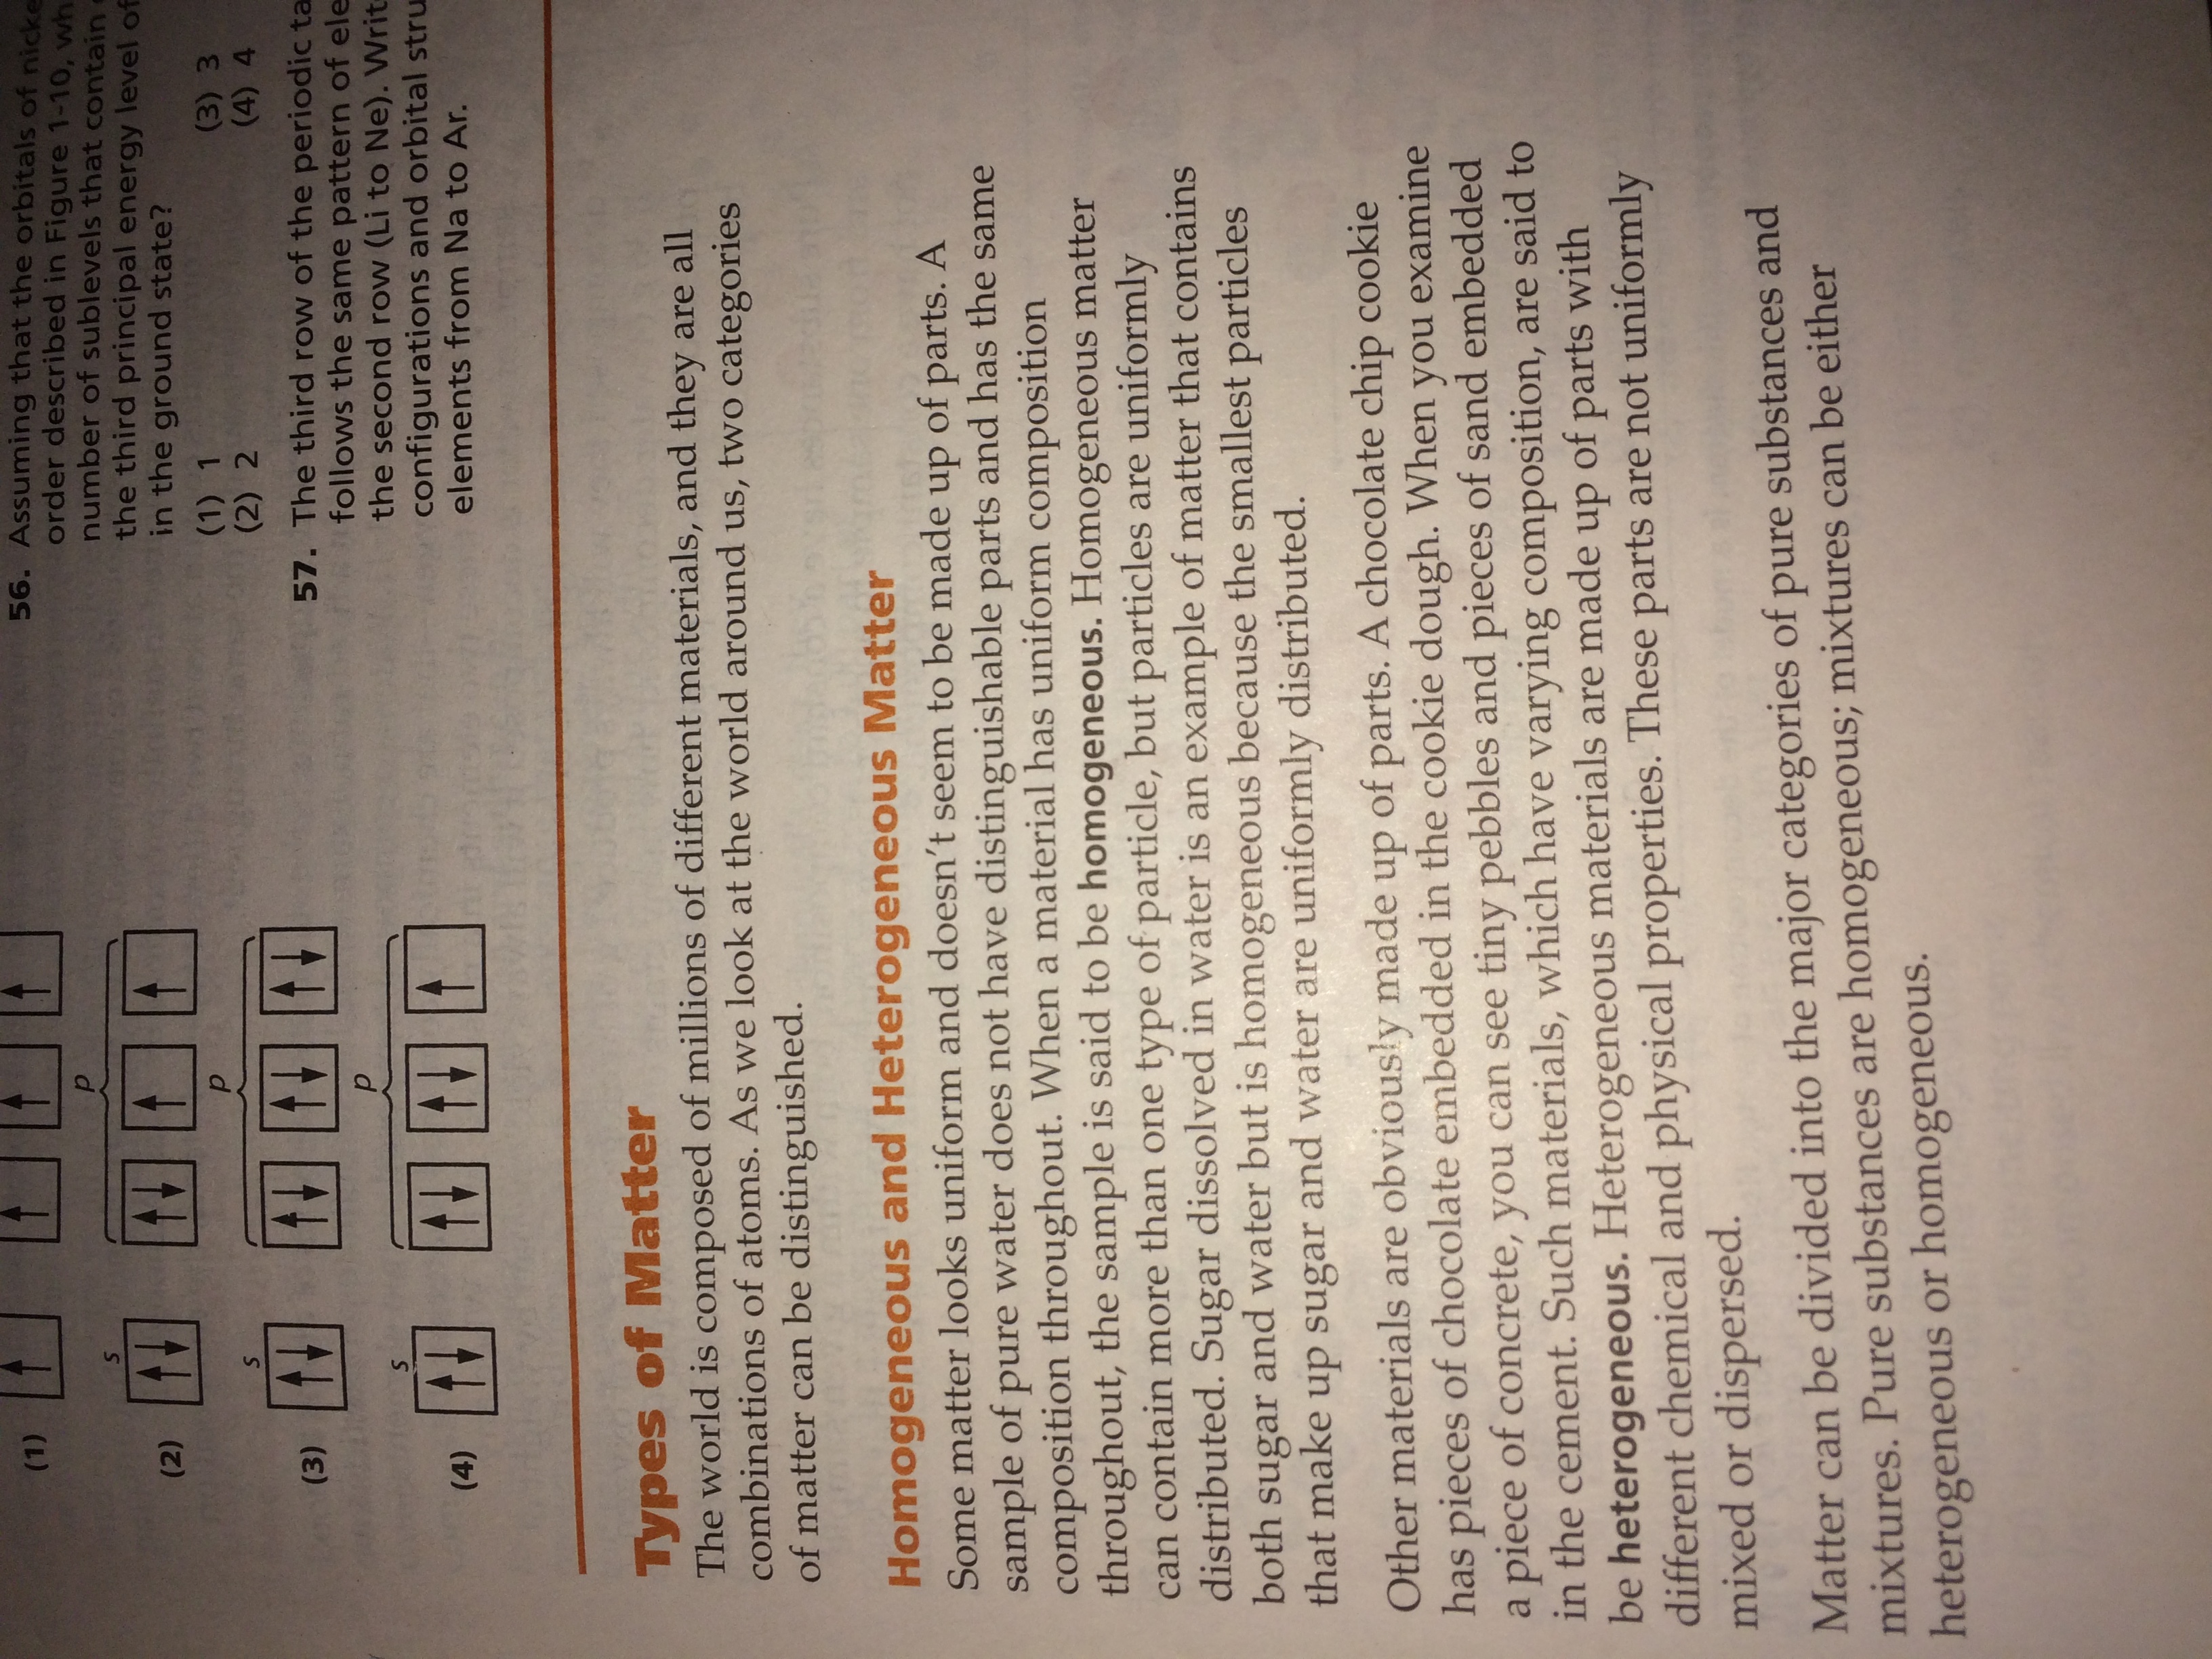 (1)
p
s
(2)
p
s
(3)
p
s
(4)
56. Assuming that the orbitals of
order described in Figure 1-10,
number of sublevels that contain
the third principal energy level of
in the ground state?
(1) 1 (3) 3
(2) 2 (4) 4
57. The third row of the periodic
follows the same pattern of
the second row (Li to Ne).
configurations and orbital
elements from Na to Ar.
Types of Matter
The world is composed of millions of different materials, and they are all
combinations of atoms. As we look at the world around us, two categories
of matter can be distinguished.
Homogeneous and Heterogeneous Matter
Some matter looks uniform and doesn't seem to be made up of parts. A
sample of pure water does not have distinguishable parts and has the same
composition throughout. When a material has uniform composition
throughout, the sample is said to be homogeneous. Homogeneous matter
can contain more than one type of particle, but particles are uniformly
distributed. Sugar dissolved in water is an example of matter that contains
both sugar and water but is homogeneous because the smallest particles
that make up sugar and water are uniformly distributed.
Other materials are obviously made up of parts. A chocolate chip cookie
has pieces of chocolate embedded in the cookie dough. When you examine
a piece of concrete, you can see tiny pebbles and pieces of sand embedded
in the cement. Such materials, which have varying composition, are said to
be heterogeneous. Heterogeneous materials are made up of parts with
different chemical and physical properties. These parts are not uniformly
mixed or dispersed.
Matter can be divided into the major categories of pure substances and
mixtures. Pure substances are homogeneous; mixtures can be either
heterogeneous or homogeneous.